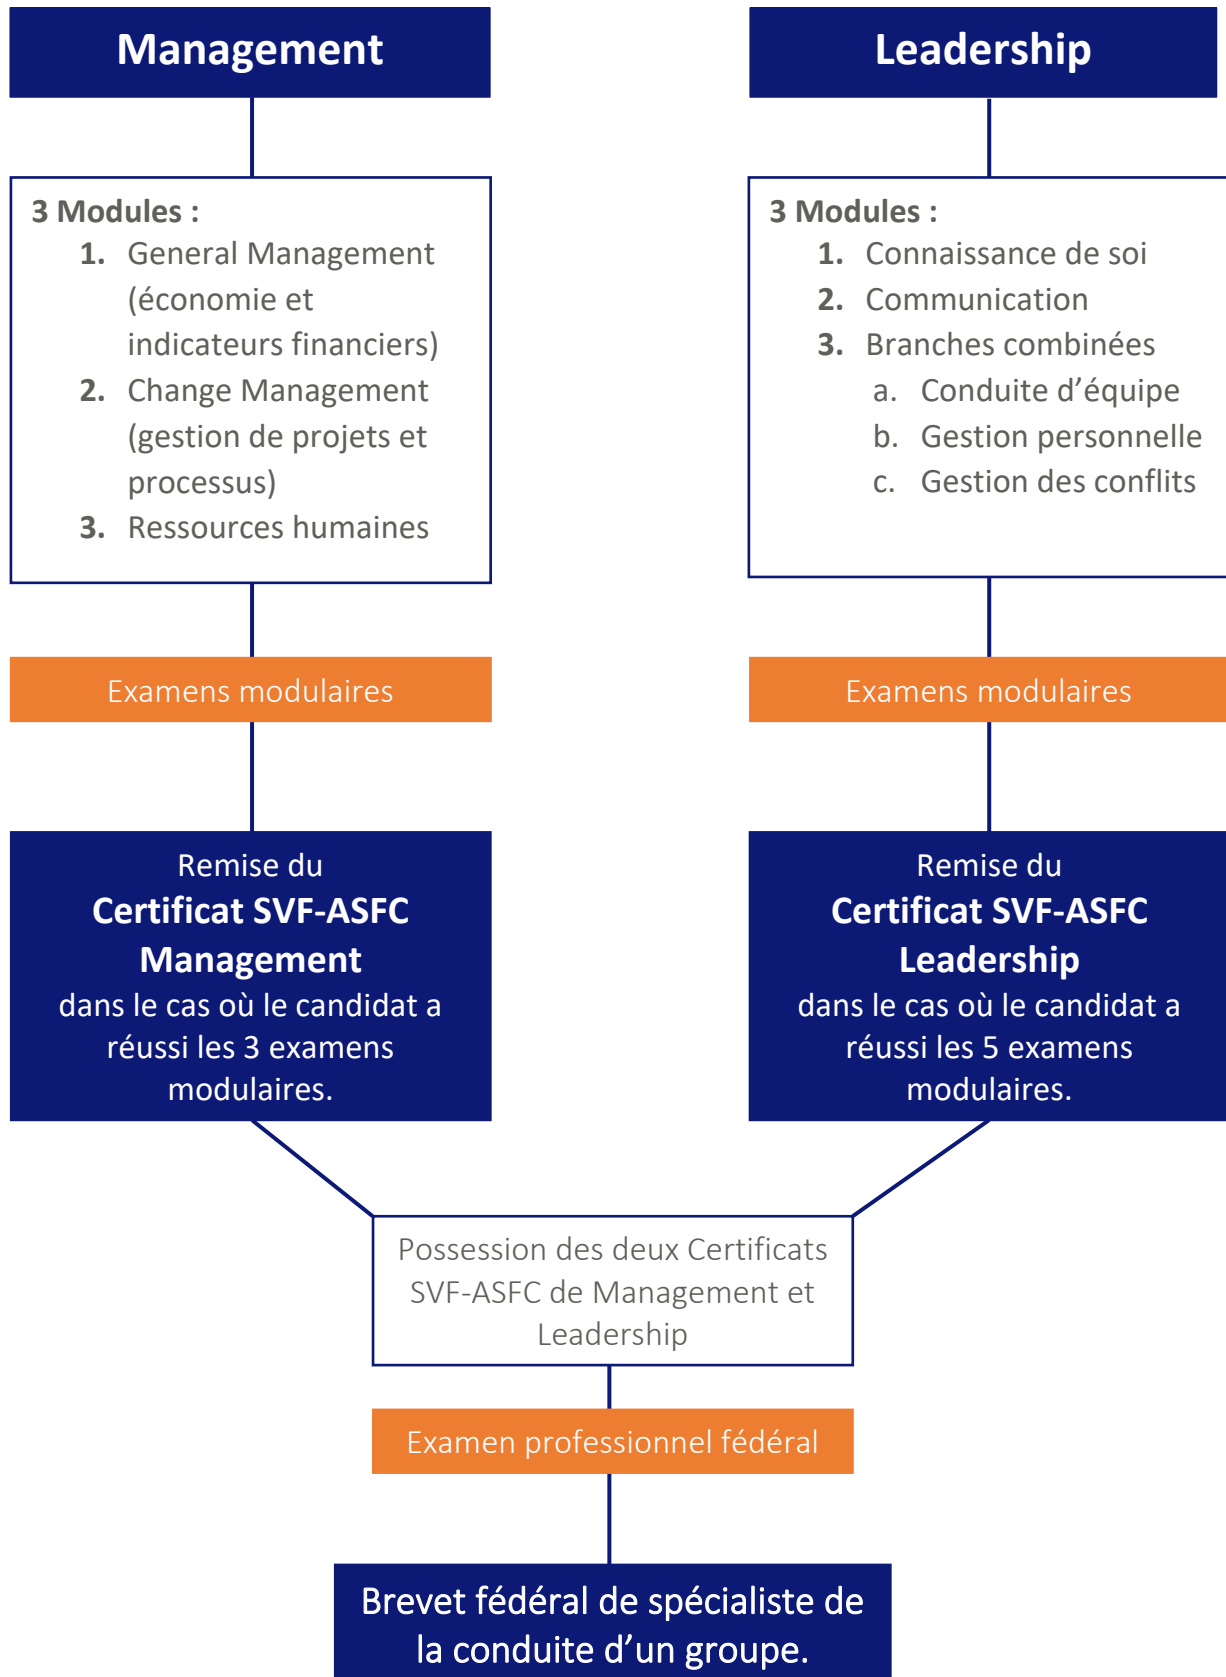 Management
3 Modules :
1. General Management
(économie et
indicateurs financiers)
2. Change Management
(gestion de projets et
processus)
3. Ressources humaines
Examens modulaires
Remise du
Certificat SVF-ASFC
Management
dans le cas où le candidat a
réussi les 3 examens
modulaires.
Leadership
3 Modules :
1. Connaissance de soi
2. Communication
3. Branches combinées
a. Conduite d’équipe
b. Gestion personnelle
c. Gestion des conflits
Examens modulaires
Remise du
Certificat SVF-ASFC
Leadership
dans le cas où le candidat a
réussi les 5 examens
modulaires.
Possession des deux Certificats
SVF-ASFC de Management et
Leadership
Examen professionnel fédéral
Brevet fédéral de spécialiste de
la conduite d’un groupe.